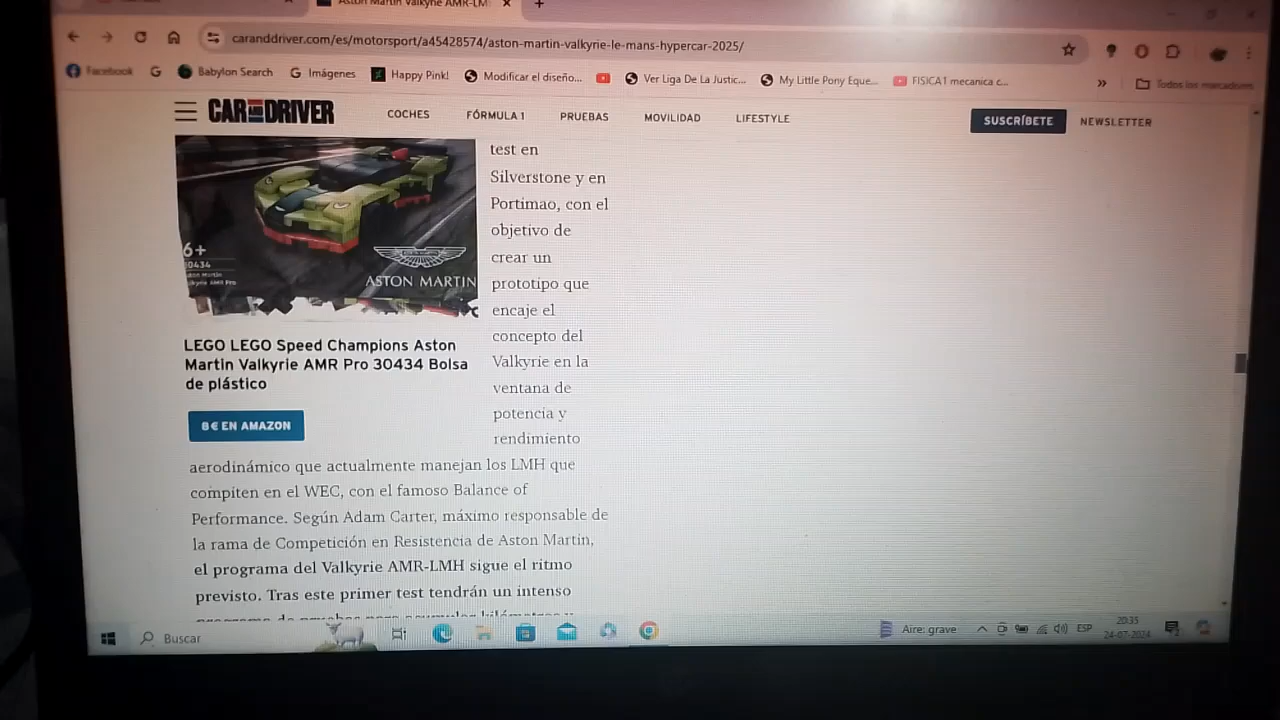 Aston Martin Valkyrie AMR-LM
caranddriver.com/es/motorsport/a45428574/aston-martin-valkyrie-le-mans-hypercar-2025/
Facebook
Babylon Search
Imágenes
Happy Pink!
Modificar el diseño...
Ver Liga De La Justic...
My Little Pony Eque...
FISICA1 mecanica c...
»
Todos los marcadores
CAR AND DRIVER
COCHES
FÓRMULA 1
PRUEBAS
MOVILIDAD
LIFESTYLE
SUSCRÍBETE
NEWSLETTER
6+
30434
ASTON MARTIN
LEGO LEGO Speed Champions Aston
Martin Valkyrie AMR Pro 30434 Bolsa
de plástico
8€ EN AMAZON
test en
Silverstone y en
Portimao, con el
objetivo de
crear un
prototipo que
encaje el
concepto del
Valkyrie en la
ventana de
potencia y
rendimiento
aerodinámico que actualmente manejan los LMH que
compiten en el WEC, con el famoso Balance of
Performance. Según Adam Carter, máximo responsable de
la rama de Competición en Resistencia de Aston Martin,
el programa del Valkyrie AMR-LMH sigue el ritmo
previsto. Tras este primer test tendrán un intenso
Buscar
Aire: grave
ESP
20:35
24-07-2024